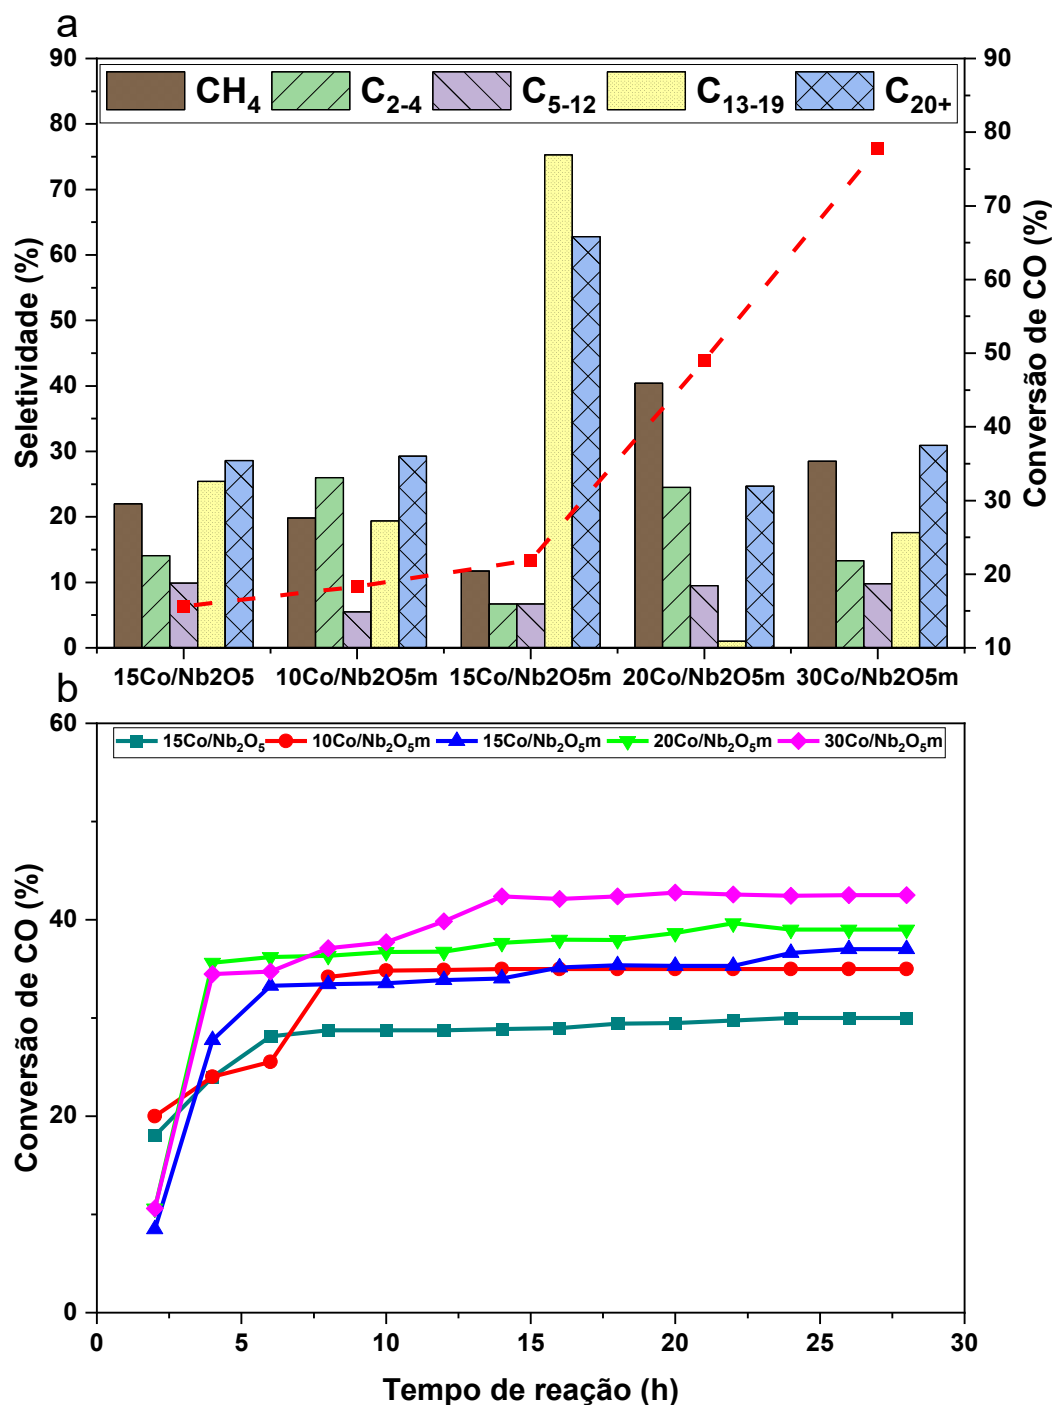 a
CH4 C2-4 C5-12 C13-19 C20+
90
80
70
60
50
40
30
20
10
0
Seletividade (%)
90
80
70
60
50
40
30
20
10
Conversão de CO (%)
15Co/Nb2O5 10Co/Nb2O5m 15Co/Nb2O5m 20Co/Nb2O5m 30Co/Nb2O5m
b
15Co/Nb2O5 10Co/Nb2O5m 15Co/Nb2O5m 20Co/Nb2O5m 30Co/Nb2O5m
60
40
20
0
Conversão de CO (%)
0 5 10 15 20 25 30
Tempo de reação (h)